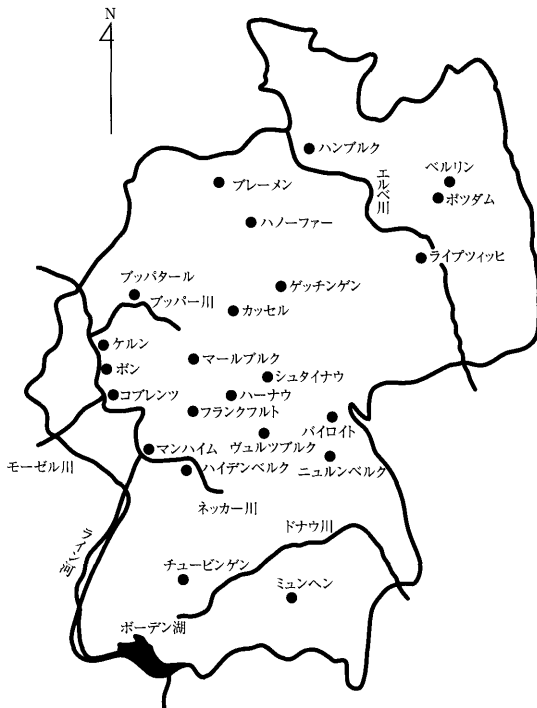 N
ハンブルク
エルベ川
ベルリン
ブレーメン
ポツダム
ハノーファー
ライプツィッヒ
ブッパタール
ゲッチンゲン
ブッパー川
カッセル
ケルン
マールブルク
ボン
シュタイナウ
コブレンツ
ハーナウ
フランクフルト
バイロイト
マンハイム
ヴュルツブルク
モーゼル川
ハイデンベルク
ニュルンベルク
ネッカー川
ドナウ川
ライン河
チュービンゲン
ミュンヘン
ボーデン湖